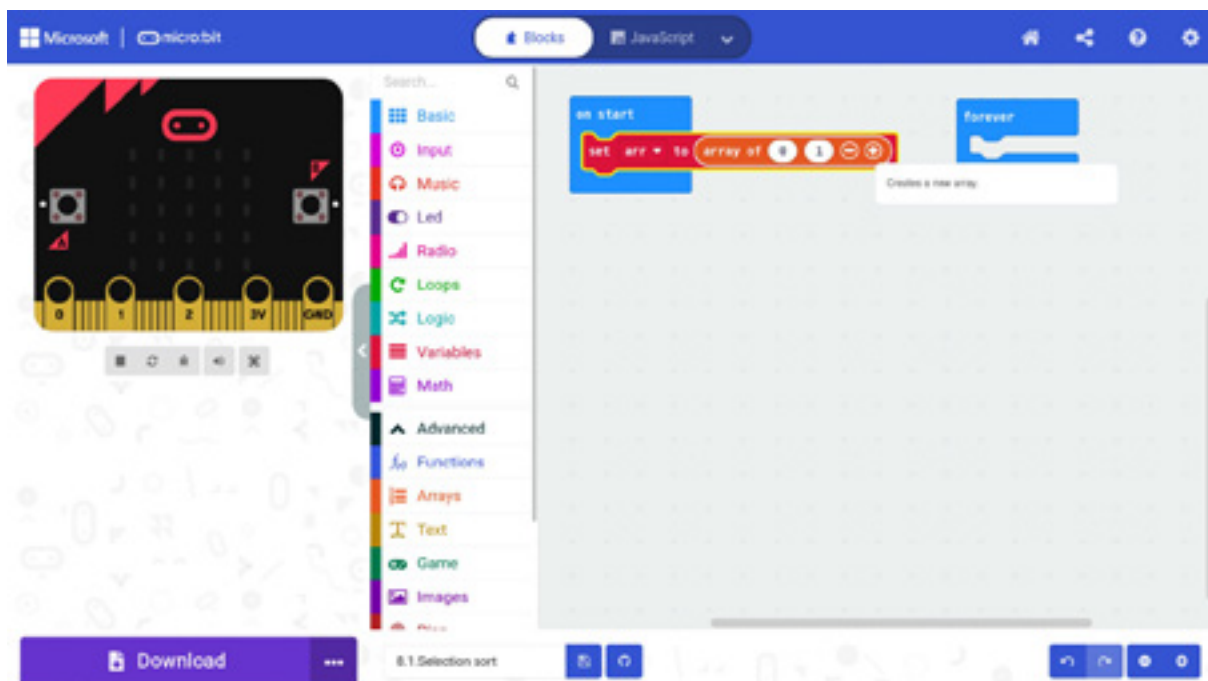 Microsoft micro:bit
Blocks JavaScript
Search...
Basic
Input
Music
Led
Radio
Loops
Logic
Variables
Math
Advanced
Functions
Arrays
Text
Game
Images
B
A
0 1 2 3V GND
on start
set arr to array of 0 1
forever
Creates a new array.
Download
8.1.Selection sort